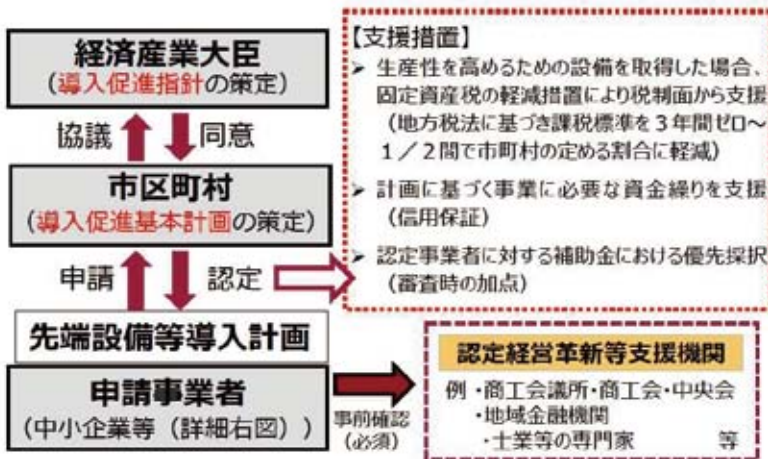 経済産業大臣
（導入促進指針の策定）
協議
同意
市区町村
（導入促進基本計画の策定）
申請
認定
先端設備等導入計画
申請事業者
（中小企業等（詳細右図））
【支援措置】
➢ 生産性を高めるための設備を取得した場合、
固定資産税の軽減措置により税制面から支援
（地方税法に基づき課税標準を３年間ゼロ～
１／２間で市町村の定める割合に軽減）
➢ 計画に基づく事業に必要な資金繰りを支援
（信用保証）
➢ 認定事業者に対する補助金における優先採択
（審査時の加点）
事前確認
（必須）
認定経営革新等支援機関
例 ・商工会議所・商工会・中央会
・地域金融機関
・士業等の専門家 等